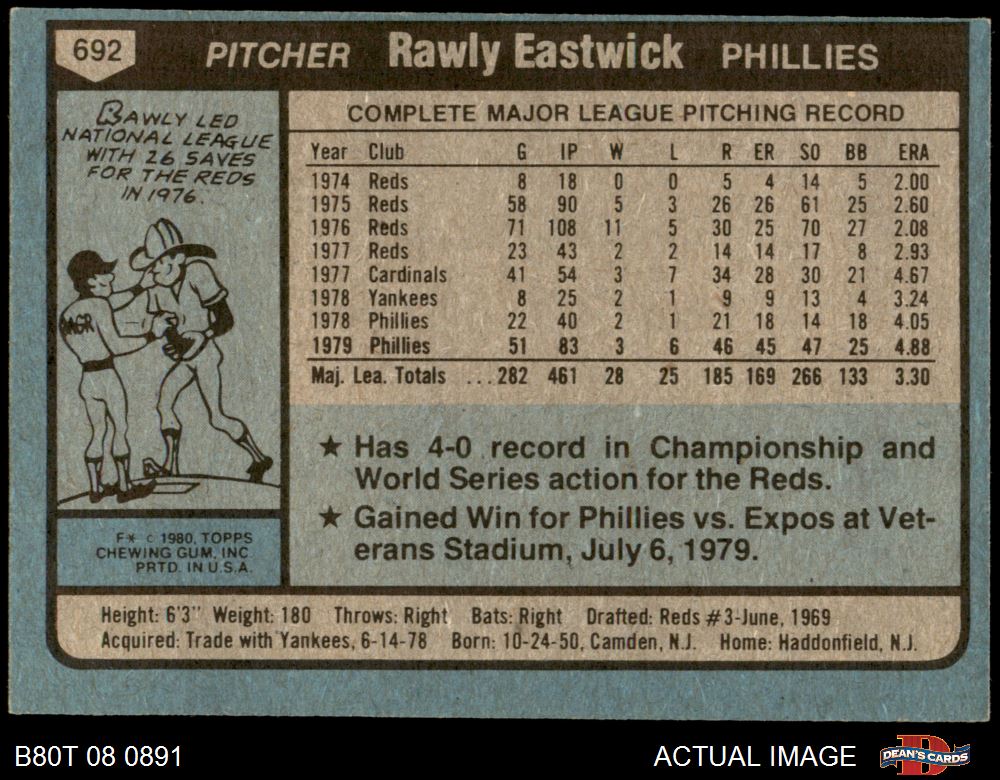 692 PITCHER Rawly Eastwick PHILLIES
RAWLY LED
NATIONAL LEAGUE
WITH 26 SAVES
FOR THE REDS
IN 1976.
MGR
F* © 1980, TOPPS
CHEWING GUM, INC.
PRTD. IN U.S.A.
COMPLETE MAJOR LEAGUE PITCHING RECORD
Year Club G IP W L R ER SO BB ERA
1974 Reds 8 18 0 0 5 4 14 5 2.00
1975 Reds 58 90 5 3 26 26 61 25 2.60
1976 Reds 71 108 11 5 30 25 70 27 2.08
1977 Reds 23 43 2 2 14 14 17 8 2.93
1977 Cardinals 41 54 3 7 34 28 30 21 4.67
1978 Yankees 8 25 2 1 9 9 13 4 3.24
1978 Phillies 22 40 2 1 21 18 14 18 4.05
1979 Phillies 51 83 3 6 46 45 47 25 4.88
Maj. Lea. Totals ...282 461 28 25 185 169 266 133 3.30
★ Has 4-0 record in Championship and
World Series action for the Reds.
★ Gained Win for Phillies vs. Expos at Vet-
erans Stadium, July 6, 1979.
Height: 6'3" Weight: 180 Throws: Right Bats: Right Drafted: Reds #3-June, 1969
Acquired: Trade with Yankees, 6-14-78 Born: 10-24-50, Camden, N.J. Home: Haddonfield, N.J.
B80T 08 0891 ACTUAL IMAGE DEAN'S CARDS